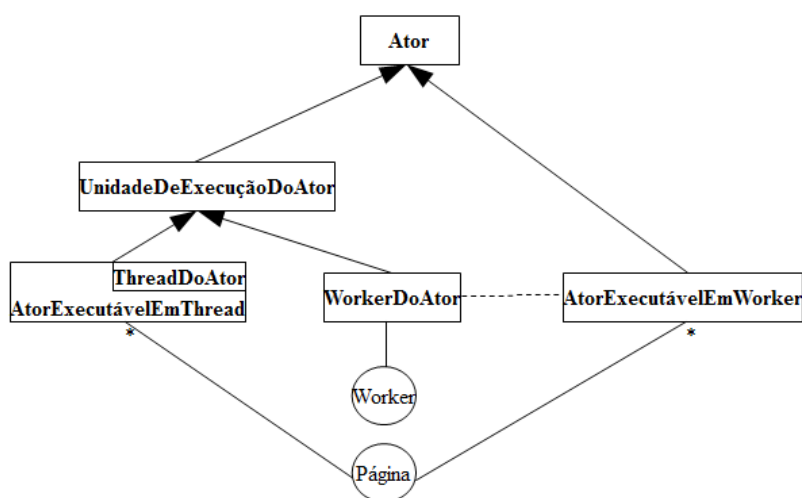 Ator
UnidadeDeExecuçãoDoAtor
ThreadDoAtor
AtorExecutávelEmThread
WorkerDoAtor
AtorExecutávelEmWorker
*
*
Worker
Página